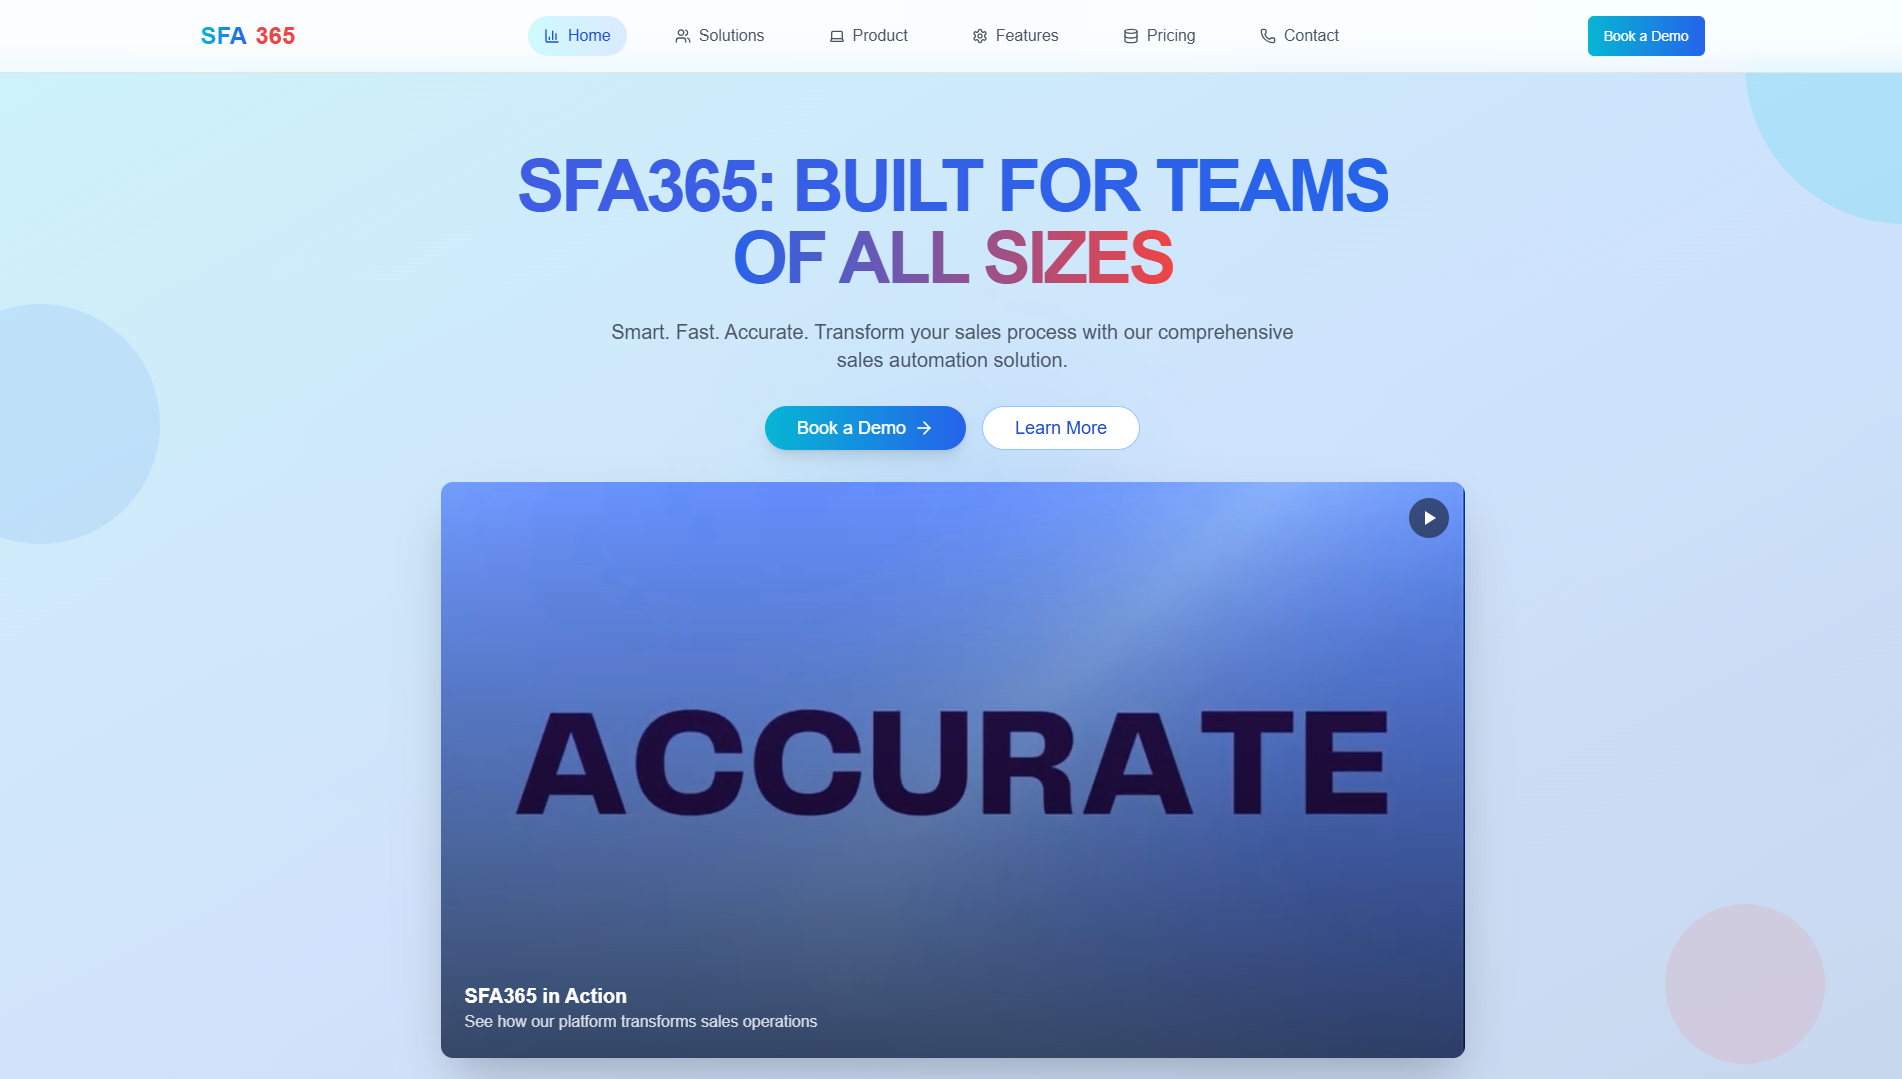 SFA 365
Home
Solutions
Product
Features
Pricing
Contact
Book a Demo
SFA365: BUILT FOR TEAMS
OF ALL SIZES
Smart. Fast. Accurate. Transform your sales process with our comprehensive
sales automation solution.
Book a Demo
Learn More
ACCURATE
SFA365 in Action
See how our platform transforms sales operations